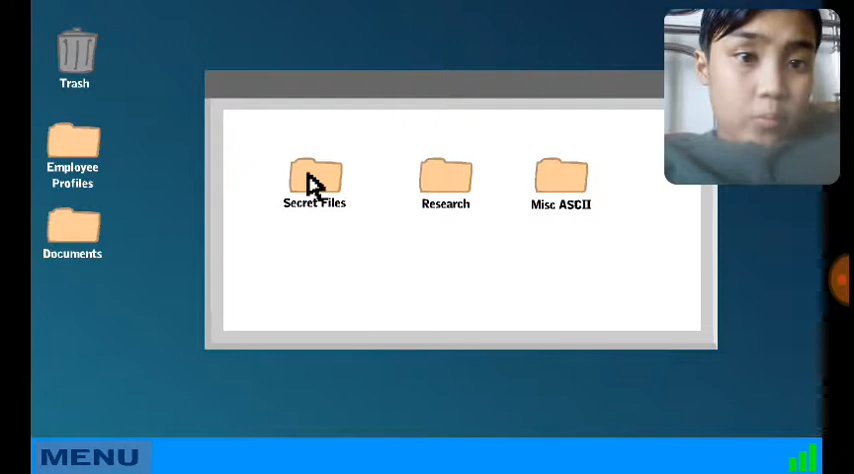 Trash
Employee
Profiles
Documents
Secret Files
Research
Misc ASCII
MENU